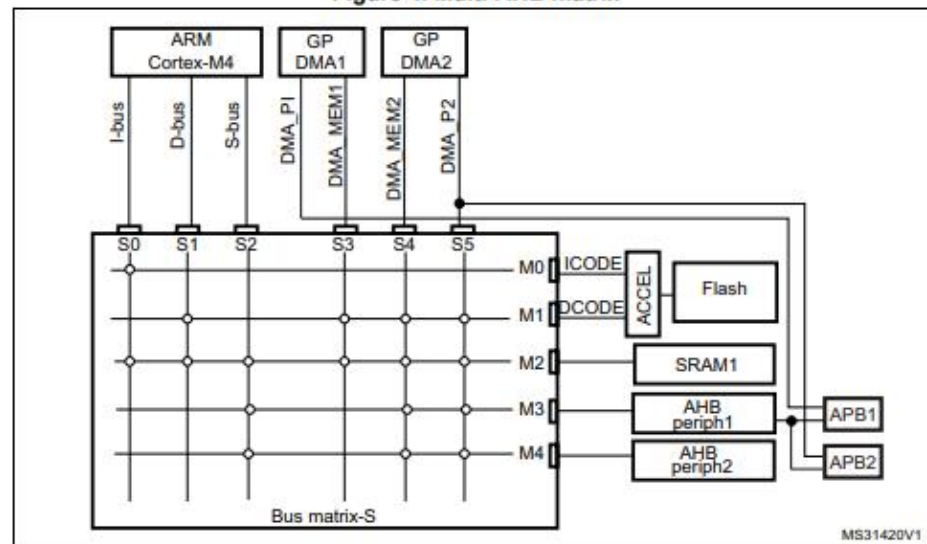 ARM
Cortex-M4
GP
DMA1
GP
DMA2
I-bus
D-bus
S-bus
DMA_PI
DMA_MEM1
DMA_MEM2
DMA_P2
S0 S1 S2 S3 S4 S5
M0 ICODE
M1 DCODE
ACCEL
Flash
M2
SRAM1
M3
AHB
periph1
APB1
M4
AHB
periph2
APB2
Bus matrix-S
MS31420V1